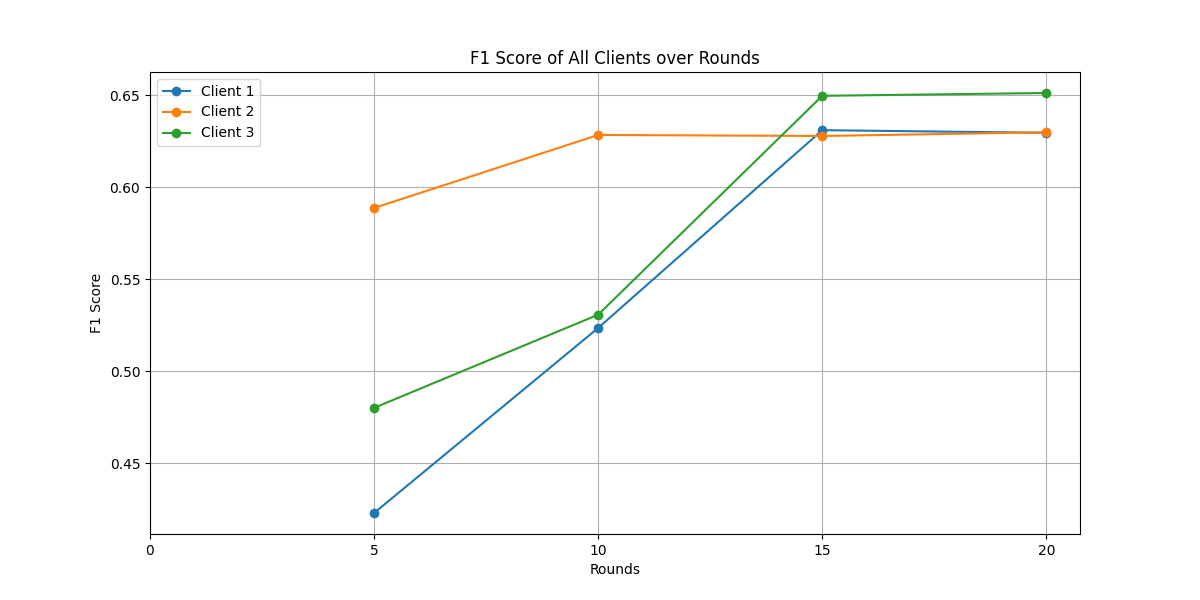 F1 Score of All Clients over Rounds
Client 1
Client 2
Client 3
0.65
0.60
0.55
0.50
0.45
F1 Score
0 5 10 15 20
Rounds